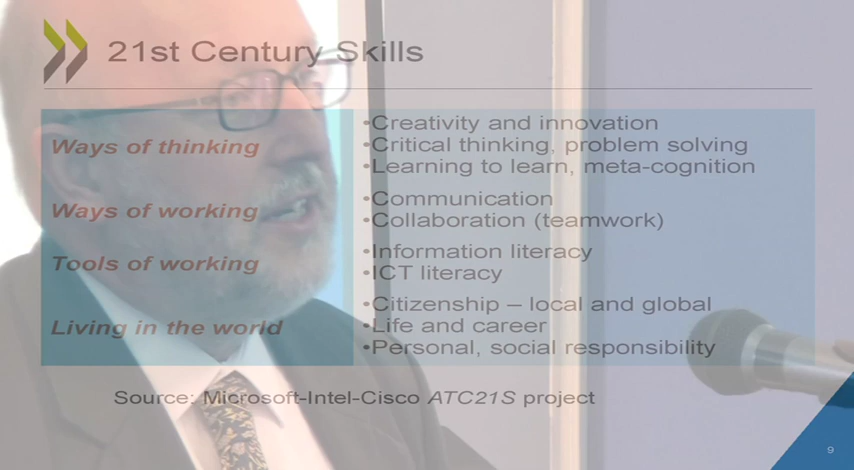 21st Century Skills
Ways of thinking
•Creativity and innovation
•Critical thinking, problem solving
•Learning to learn, meta-cognition
Ways of working
•Communication
•Collaboration (teamwork)
Tools of working
•Information literacy
•ICT literacy
Living in the world
•Citizenship – local and global
•Life and career
•Personal, social responsibility
Source: Microsoft-Intel-Cisco ATC21S project
9